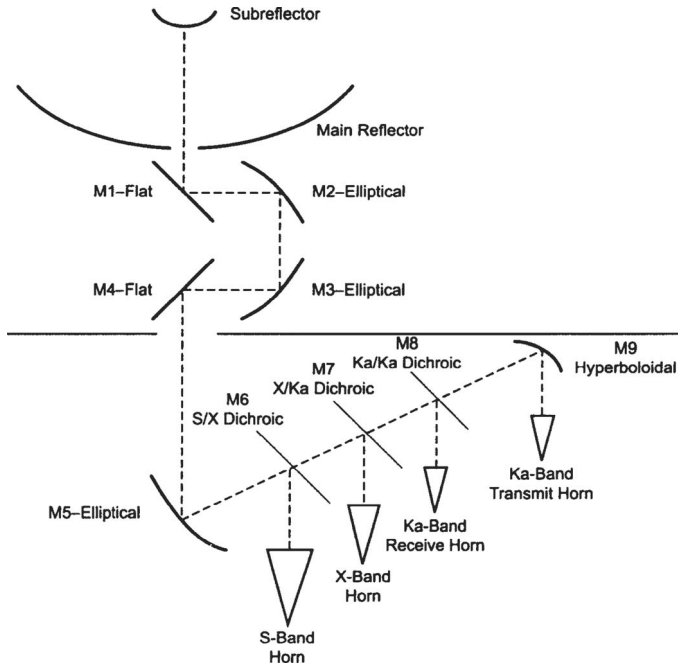 Subreflector
Main Reflector
M1–Flat
M2–Elliptical
M4–Flat
M3–Elliptical
M8
Ka/Ka Dichroic
M9
Hyperboloidal
M7
X/Ka Dichroic
M6
S/X Dichroic
M5–Elliptical
Ka-Band
Transmit Horn
Ka-Band
Receive Horn
X-Band
Horn
S-Band
Horn